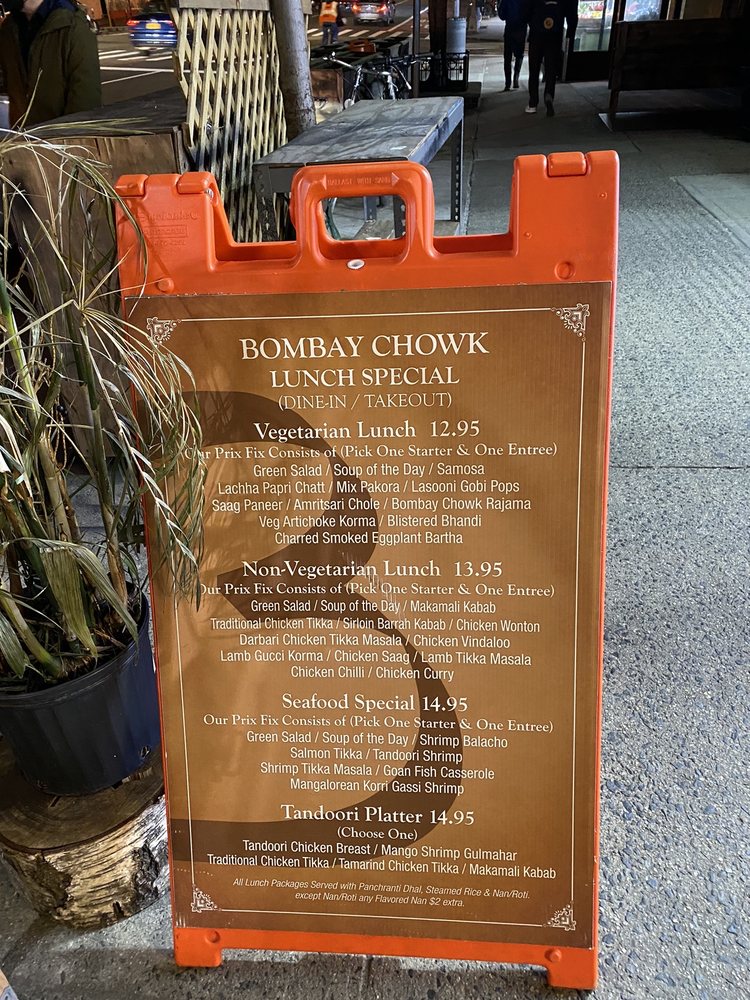 BALLAST WITH SAND
BOMBAY CHOWK
LUNCH SPECIAL
(DINE-IN / TAKEOUT)
Vegetarian Lunch 12.95
Our Prix Fix Consists of (Pick One Starter & One Entree)
Green Salad / Soup of the Day / Samosa
Lachha Papri Chatt / Mix Pakora / Lasooni Gobi Pops
Saag Paneer / Amritsari Chole / Bombay Chowk Rajama
Veg Artichoke Korma / Blistered Bhandi
Charred Smoked Eggplant Bartha
Non-Vegetarian Lunch 13.95
Our Prix Fix Consists of (Pick One Starter & One Entree)
Green Salad / Soup of the Day / Makamali Kabab
Traditional Chicken Tikka / Sirloin Barrah Kabab / Chicken Wonton
Darbari Chicken Tikka Masala / Chicken Vindaloo
Lamb Gucci Korma / Chicken Saag / Lamb Tikka Masala
Chicken Chilli / Chicken Curry
Seafood Special 14.95
Our Prix Fix Consists of (Pick One Starter & One Entree)
Green Salad / Soup of the Day / Shrimp Balacho
Salmon Tikka / Tandoori Shrimp
Shrimp Tikka Masala / Goan Fish Casserole
Mangalorean Korri Gassi Shrimp
Tandoori Platter 14.95
(Choose One)
Tandoori Chicken Breast / Mango Shrimp Gulmahar
Traditional Chicken Tikka / Tamarind Chicken Tikka / Makamali Kabab
All Lunch Packages Served with Panchranti Dhal, Steamed Rice & Nan/Roti.
except Nan/Roti any Flavored Nan $2 extra.